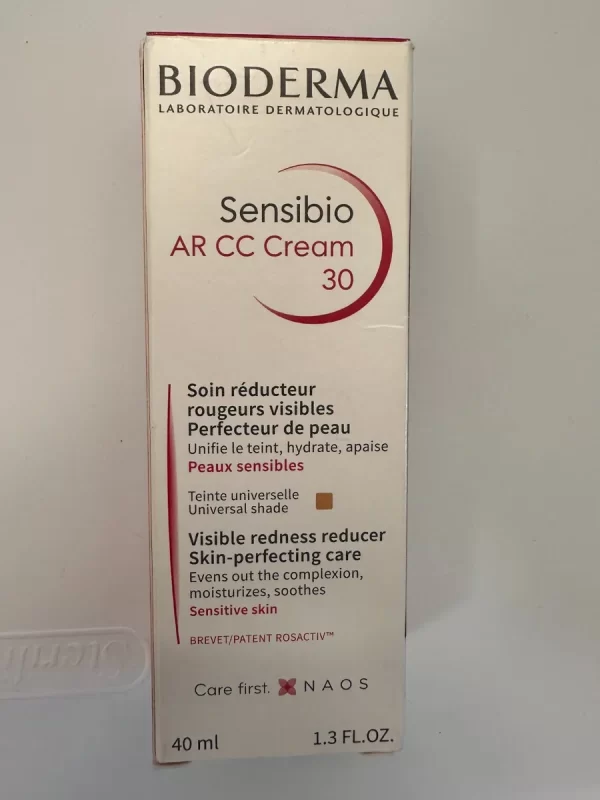 BIODERMA
LABORATOIRE DERMATOLOGIQUE
Sensibio
AR CC Cream
30
Soin réducteur
rougeurs visibles
Perfecteur de peau
Unifie le teint, hydrate, apaise
Peaux sensibles
Teinte universelle
Universal shade
Visible redness reducer
Skin-perfecting care
Evens out the complexion,
moisturizes, soothes
Sensitive skin
BREVET/PATENT ROSACTIV™
Care first. NAOS
40 ml 1.3 FL.OZ.